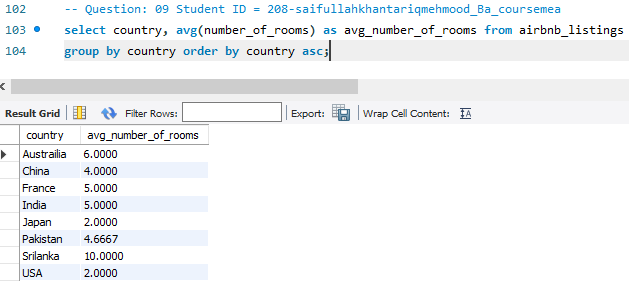 102 -- Question: 09 Student ID = 208-saifullahkhantariqmehmood_Ba_coursemea
103 select country, avg(number_of_rooms) as avg_number_of_rooms from airbnb_listings
104 group by country order by country asc;
Result Grid Filter Rules: Export: Wrap Cell Content:
country avg_number_of_rooms
Austrailia 6.0000
China 4.0000
France 5.0000
India 5.0000
Japan 2.0000
Pakistan 4.6667
Srilanka 10.0000
USA 2.0000